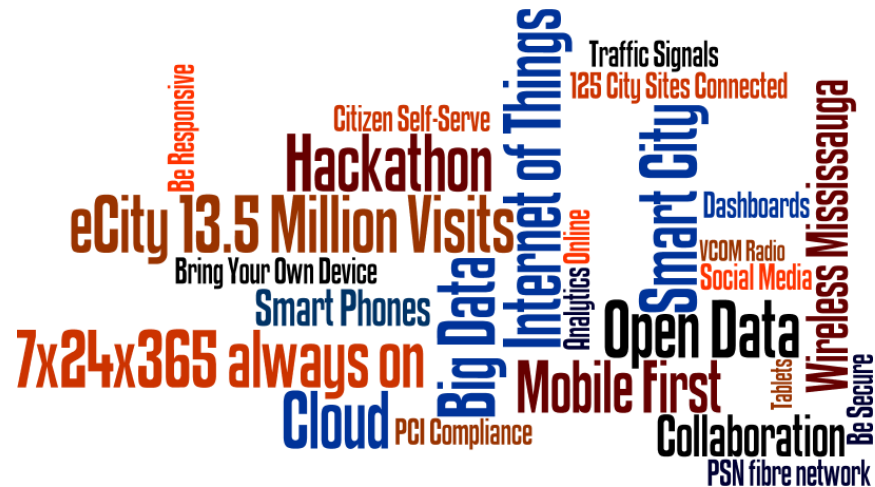 Internet of Things
Traffic Signals
125 City Sites Connected
Be Responsive
Citizen Self-Serve
Hackathon
Smart City
Wireless Mississauga
eCity 13.5 Million Visits
Dashboards
Analytics
Online
VCOM Radio
Bring Your Own Device
Social Media
Smart Phones
Big Data
Open Data
7x24x365 always on
Mobile First
Tablets
Be Secure
Cloud
PCI Compliance
Collaboration
PSN fibre network